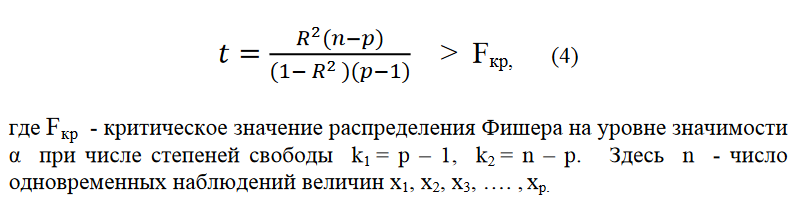 t = R²(n−p) / (1− R² )(p−1) > Fкр, (4)
где Fкр - критическое значение распределения Фишера на уровне значимости
α при числе степеней свободы k₁ = p – 1, k₂ = n – p. Здесь n - число
одновременных наблюдений величин x₁, x₂, x₃, …. , xp.